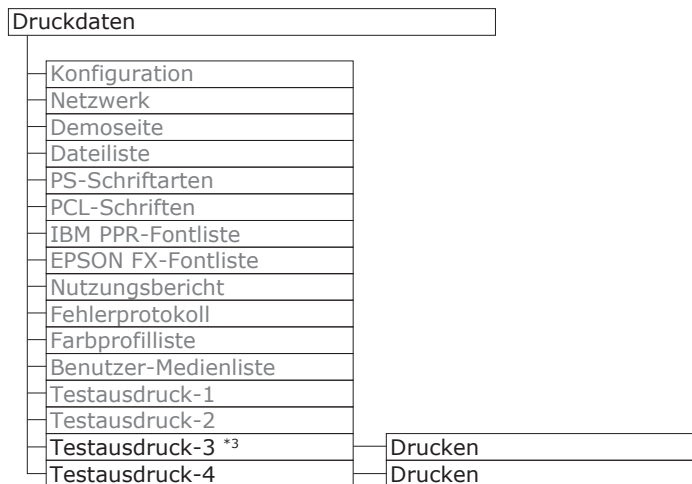 Druckdaten
Konfiguration
Netzwerk
Demoseite
Dateiliste
PS-Schriftarten
PCL-Schriften
IBM PPR-Fontliste
EPSON FX-Fontliste
Nutzungsbericht
Fehlerprotokoll
Farbprofilliste
Benutzer-Medienliste
Testausdruck-1
Testausdruck-2
Testausdruck-3 *3 Drucken
Testausdruck-4 Drucken